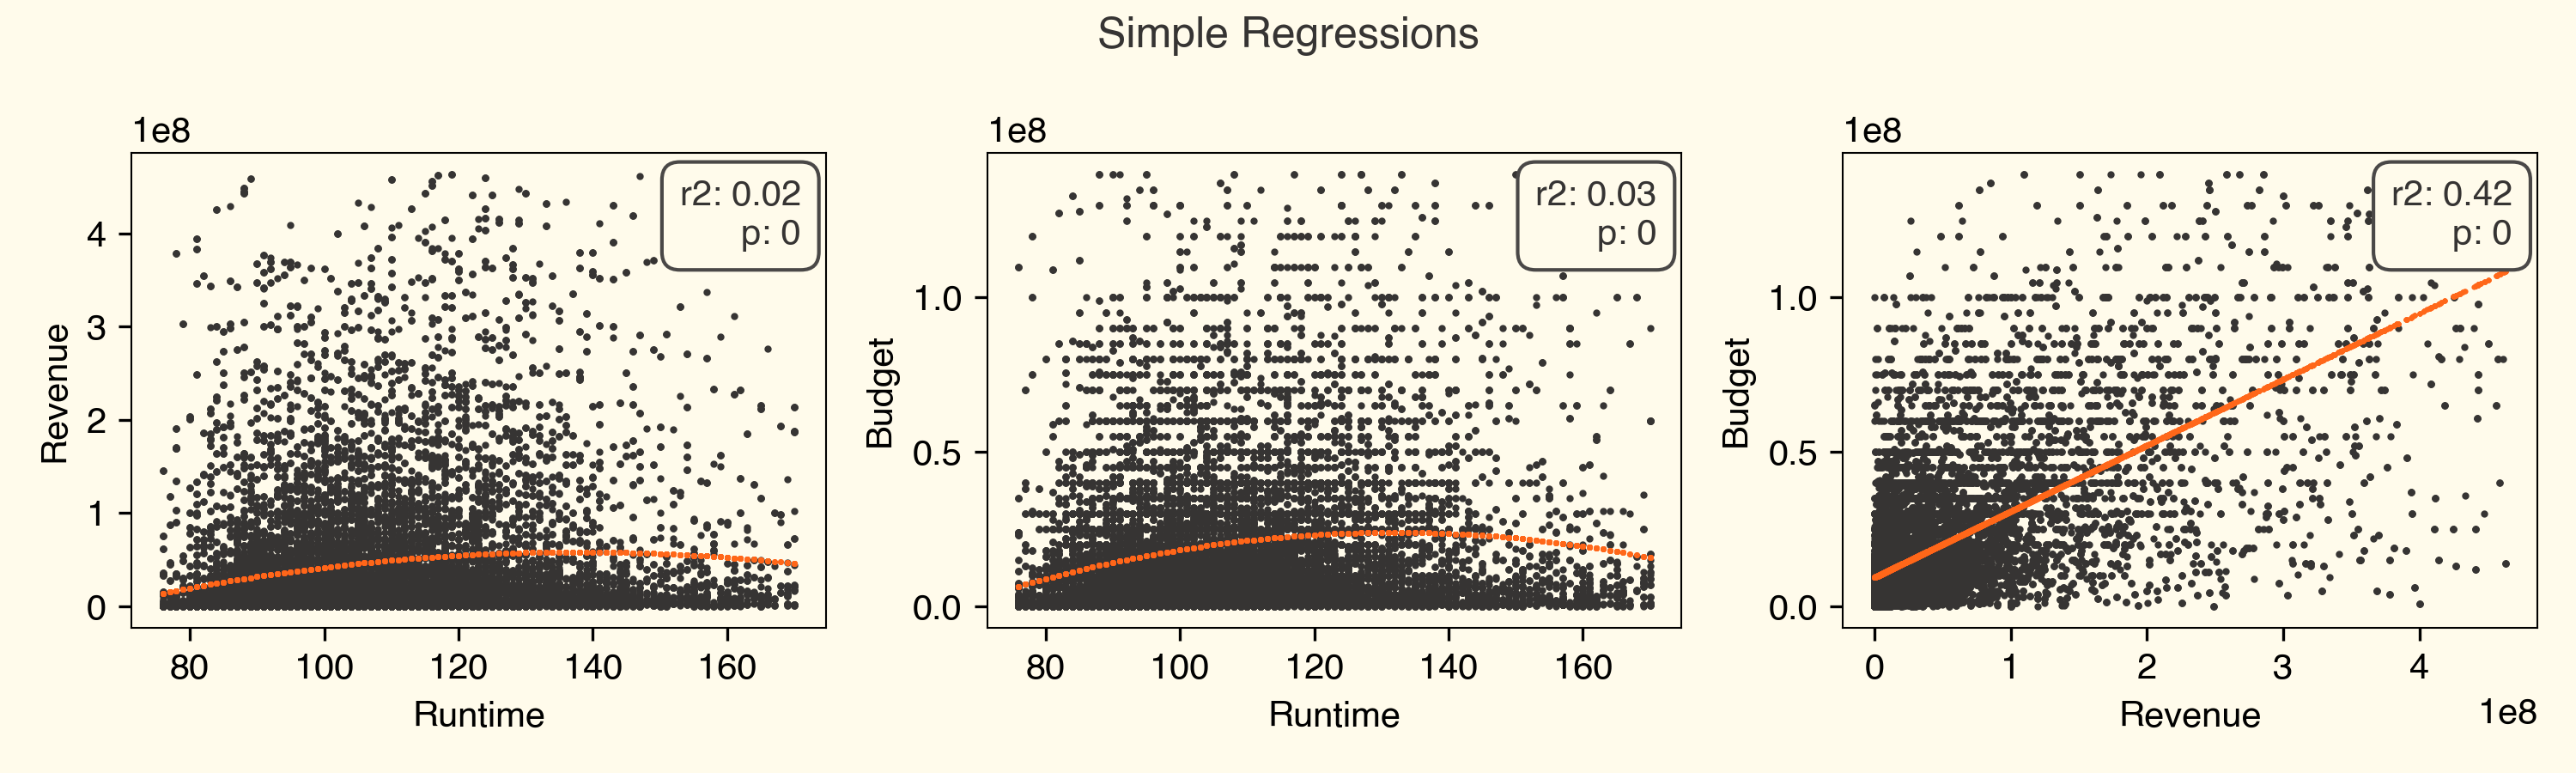 Simple Regressions
1e8
r2: 0.02
p: 0
4
3
2
1
0
Revenue
80 100 120 140 160
Runtime
1e8
r2: 0.03
p: 0
1.0
0.5
0.0
Budget
80 100 120 140 160
Runtime
1e8
r2: 0.42
p: 0
1.0
0.5
0.0
Budget
0 1 2 3 4
Revenue
1e8